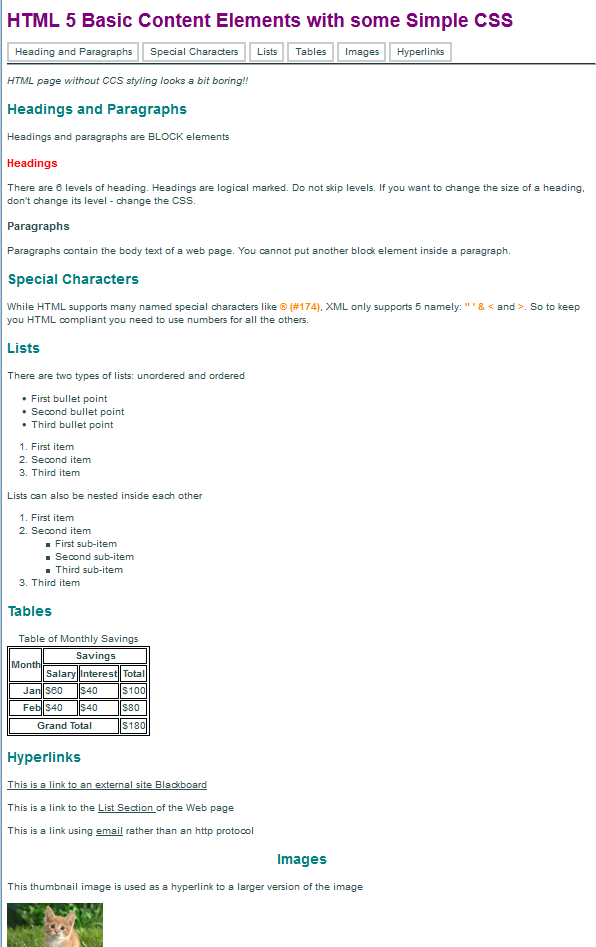 HTML 5 Basic Content Elements with some Simple CSS
Heading and Paragraphs Special Characters Lists Tables Images Hyperlinks
HTML page without CCS styling looks a bit boring!!
Headings and Paragraphs
Headings and paragraphs are BLOCK elements
Headings
There are 6 levels of heading. Headings are logical marked. Do not skip levels. If you want to change the size of a heading,
don't change its level - change the CSS.
Paragraphs
Paragraphs contain the body text of a web page. You cannot put another block element inside a paragraph.
Special Characters
While HTML supports many named special characters like ® (#174), XML only supports 5 namely: " ' & < and >. So to keep
you HTML compliant you need to use numbers for all the others.
Lists
There are two types of lists: unordered and ordered
• First bullet point
• Second bullet point
• Third bullet point
1. First item
2. Second item
3. Third item
Lists can also be nested inside each other
1. First item
2. Second item
▪ First sub-item
▪ Second sub-item
▪ Third sub-item
3. Third item
Tables
Table of Monthly Savings
Month Savings
Salary Interest Total
Jan $60 $40 $100
Feb $40 $40 $80
Grand Total $180
Hyperlinks
This is a link to an external site Blackboard
This is a link to the List Section of the Web page
This is a link using email rather than an http protocol
Images
This thumbnail image is used as a hyperlink to a larger version of the image